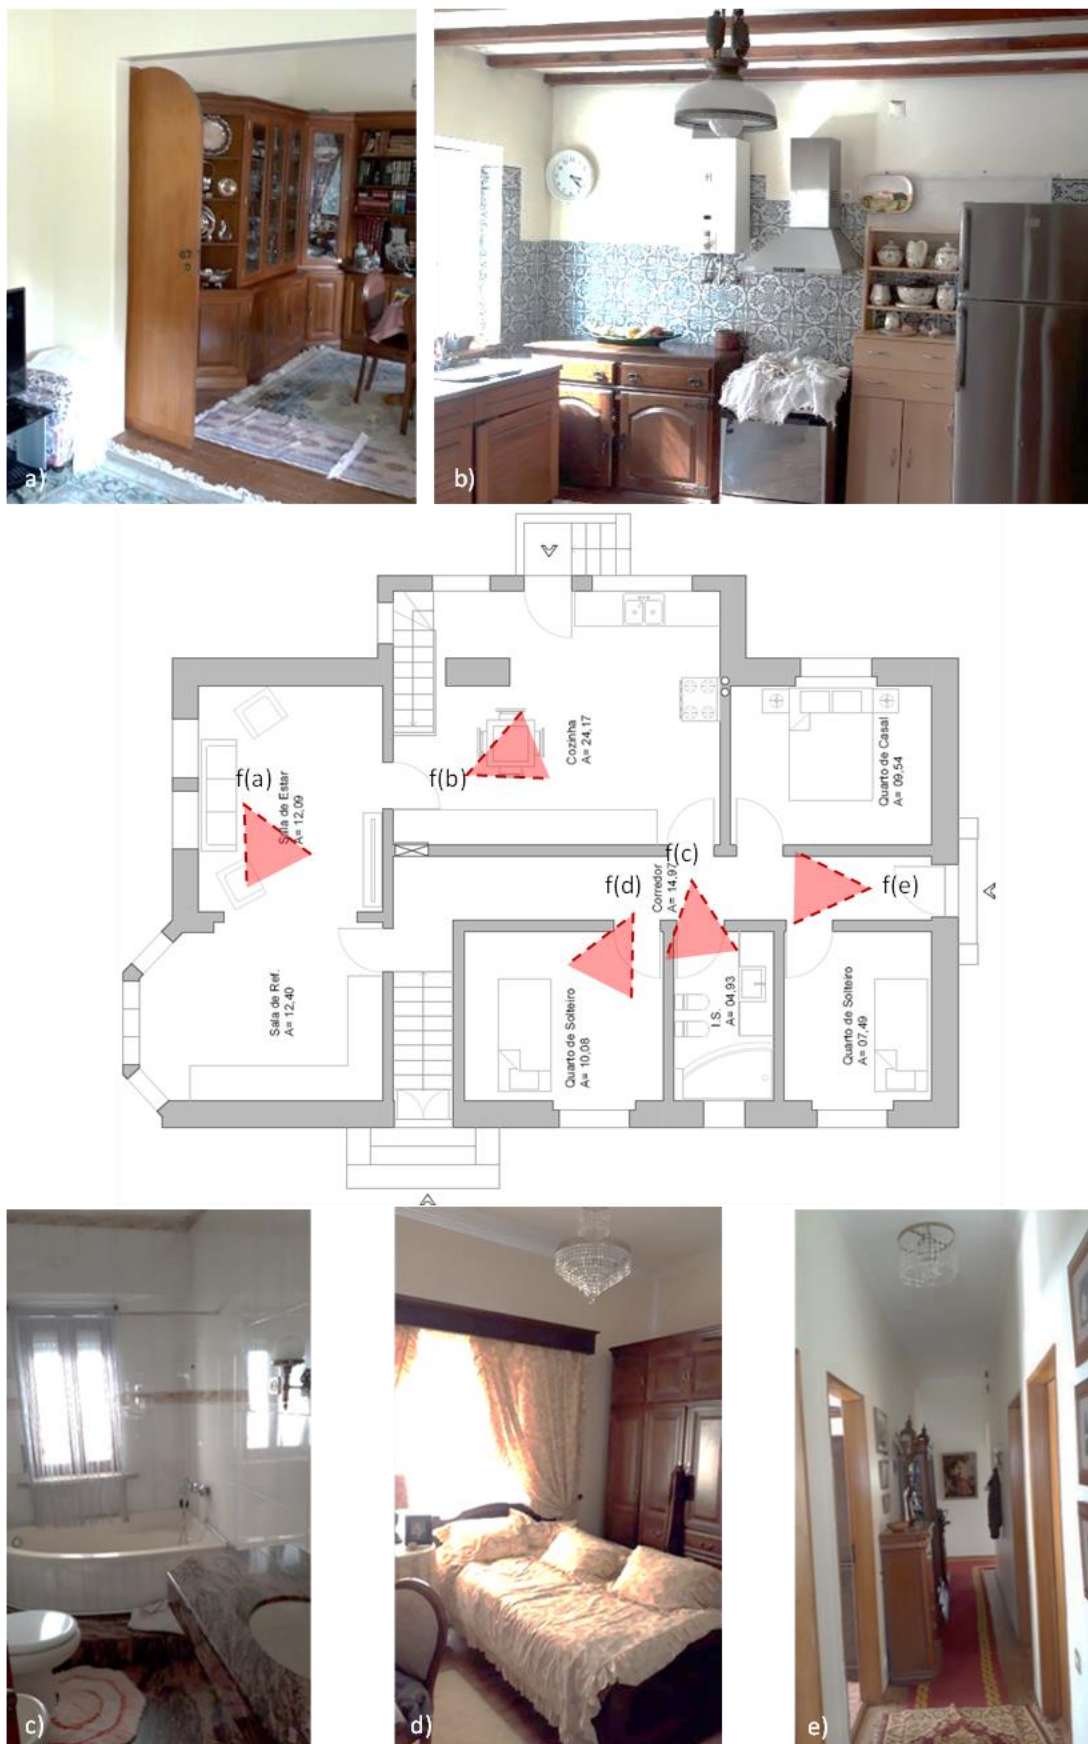 a)
b)
f(a)
Sala de Estar
A= 12,09
f(b)
Cozinha
A= 24,17
Quarto de Casal
A= 09,54
f(c)
f(d)
Corredor
A= 14,97
f(e)
Sala de Ref.
A= 12,40
Quarto de Solteiro
A= 10,08
I.S.
A= 04,93
Quarto de Solteiro
A= 07,49
c)
d)
e)